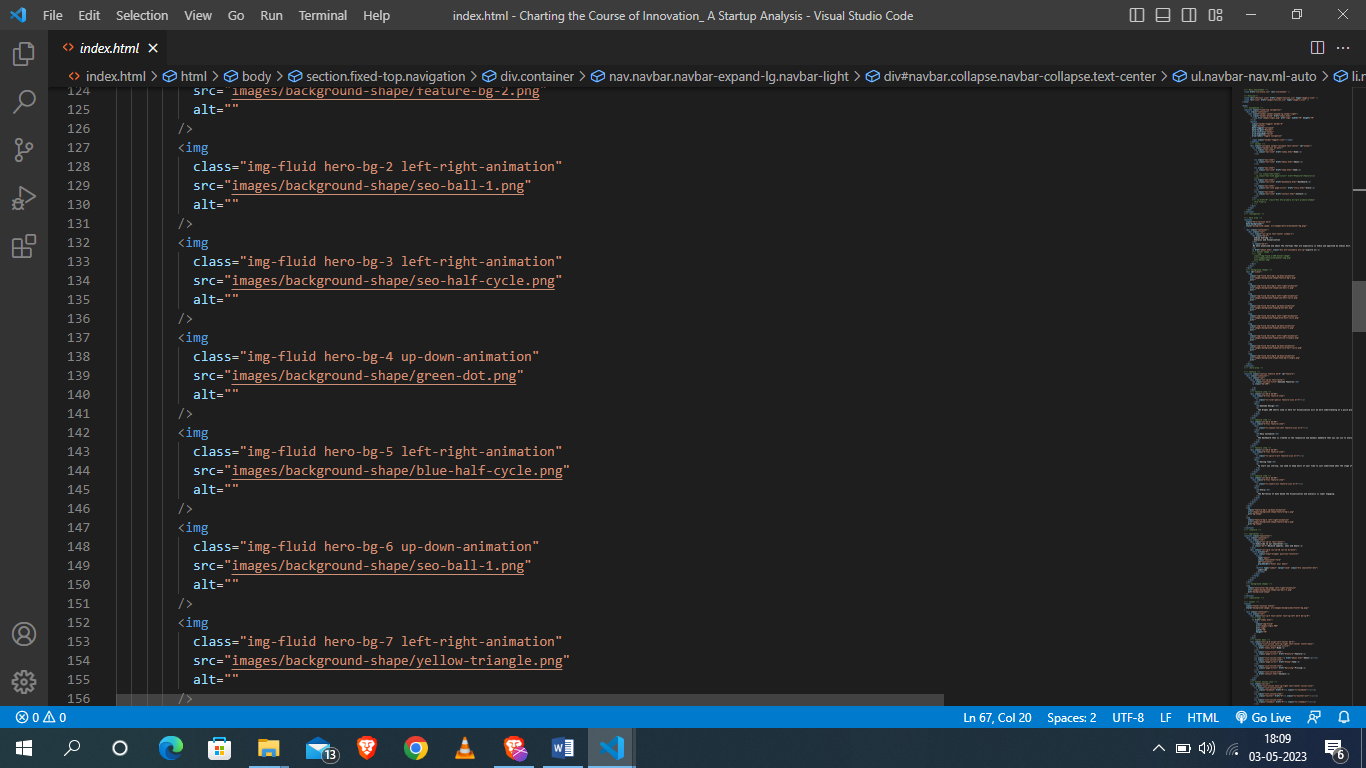 File Edit Selection View Go Run Terminal Help index.html - Charting the Course of Innovation_ A Startup Analysis - Visual Studio Code
<> index.html ×
<> index.html > html > body > section.fixed-top.navigation > div.container > nav.navbar.navbar-expand-lg.navbar-light > div#navbar.collapse.navbar-collapse.text-center > ul.navbar-nav.ml-auto > li.n
124 src="images/background-shape/feature-bg-2.png"
125 alt=""
126 />
127 <img
128 class="img-fluid hero-bg-2 left-right-animation"
129 src="images/background-shape/seo-ball-1.png"
130 alt=""
131 />
132 <img
133 class="img-fluid hero-bg-3 left-right-animation"
134 src="images/background-shape/seo-half-cycle.png"
135 alt=""
136 />
137 <img
138 class="img-fluid hero-bg-4 up-down-animation"
139 src="images/background-shape/green-dot.png"
140 alt=""
141 />
142 <img
143 class="img-fluid hero-bg-5 left-right-animation"
144 src="images/background-shape/blue-half-cycle.png"
145 alt=""
146 />
147 <img
148 class="img-fluid hero-bg-6 up-down-animation"
149 src="images/background-shape/seo-ball-1.png"
150 alt=""
151 />
152 <img
153 class="img-fluid hero-bg-7 left-right-animation"
154 src="images/background-shape/yellow-triangle.png"
155 alt=""
156 />
0 0 Ln 67, Col 20 Spaces: 2 UTF-8 LF HTML Go Live
13 18:09
03-05-2023 6